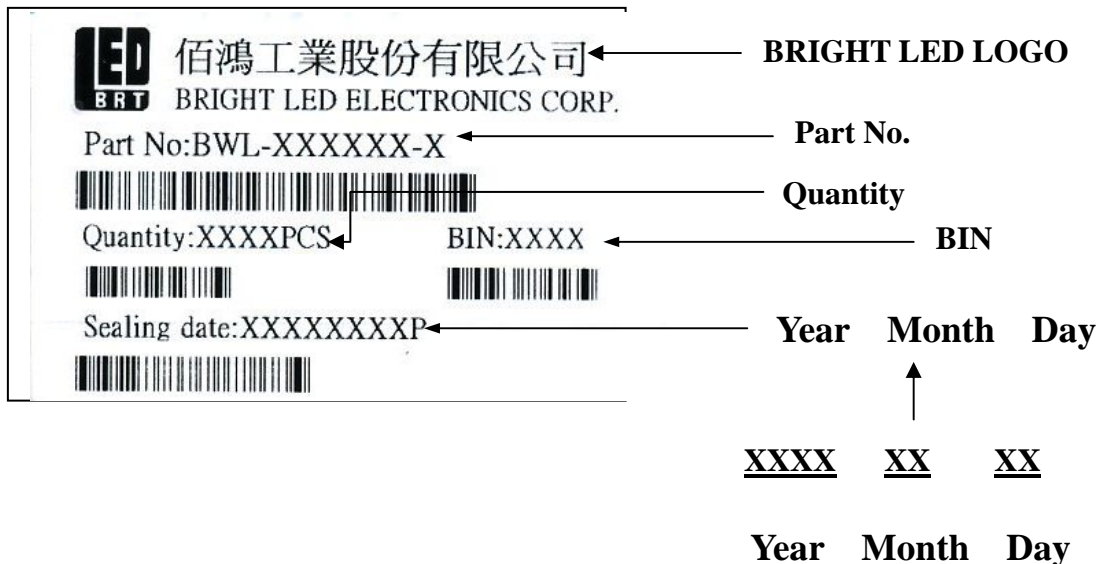 LED
BRT
佰鴻工業股份有限公司
BRIGHT LED LOGO
BRIGHT LED ELECTRONICS CORP.
Part No:BWL-XXXXXX-X
Part No.
Quantity
Quantity:XXXXPCS
BIN:XXXX
BIN
Sealing date:XXXXXXXXP
Year Month Day
XXXX XX XX
Year Month Day